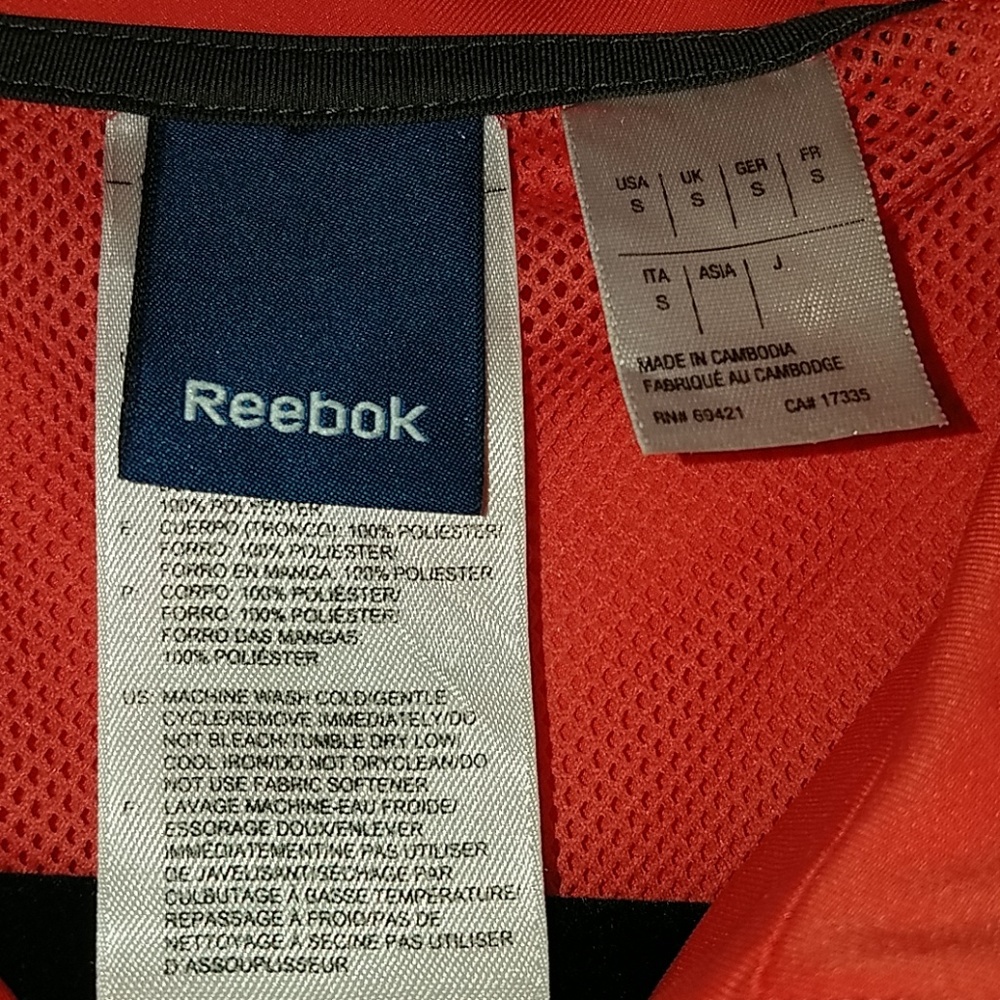 Reebok
100% POLYESTER
E: CUERPO (TRONCO): 100% POLIESTER/
FORRO: 100% POLIESTER/
FORRO EN MANGA: 100% POLIESTER
P: CORPO: 100% POLIÉSTER/
FORRO: 100% POLIÉSTER/
FORRO DAS MANGAS:
100% POLIÉSTER
US: MACHINE WASH COLD/GENTLE
CYCLE/REMOVE IMMEDIATELY/DO
NOT BLEACH/TUMBLE DRY LOW/
COOL IRON/DO NOT DRYCLEAN/DO
NOT USE FABRIC SOFTENER
F: LAVAGE MACHINE-EAU FROIDE/
ESSORAGE DOUX/ENLEVER
IMMEDIATEMENT/NE PAS UTILISER
DE JAVELISANT/SECHAGE PAR
CULBUTAGE À BASSE TEMPERATURE/
REPASSAGE À FROID/PAS DE
NETTOYAGE À SEC/NE PAS UTILISER
D'ASSOUPLISSEUR
USA UK GER FR
S S S S
ITA ASIA J
S
MADE IN CAMBODIA
FABRIQUÉ AU CAMBODGE
RN# 69421 CA# 17335